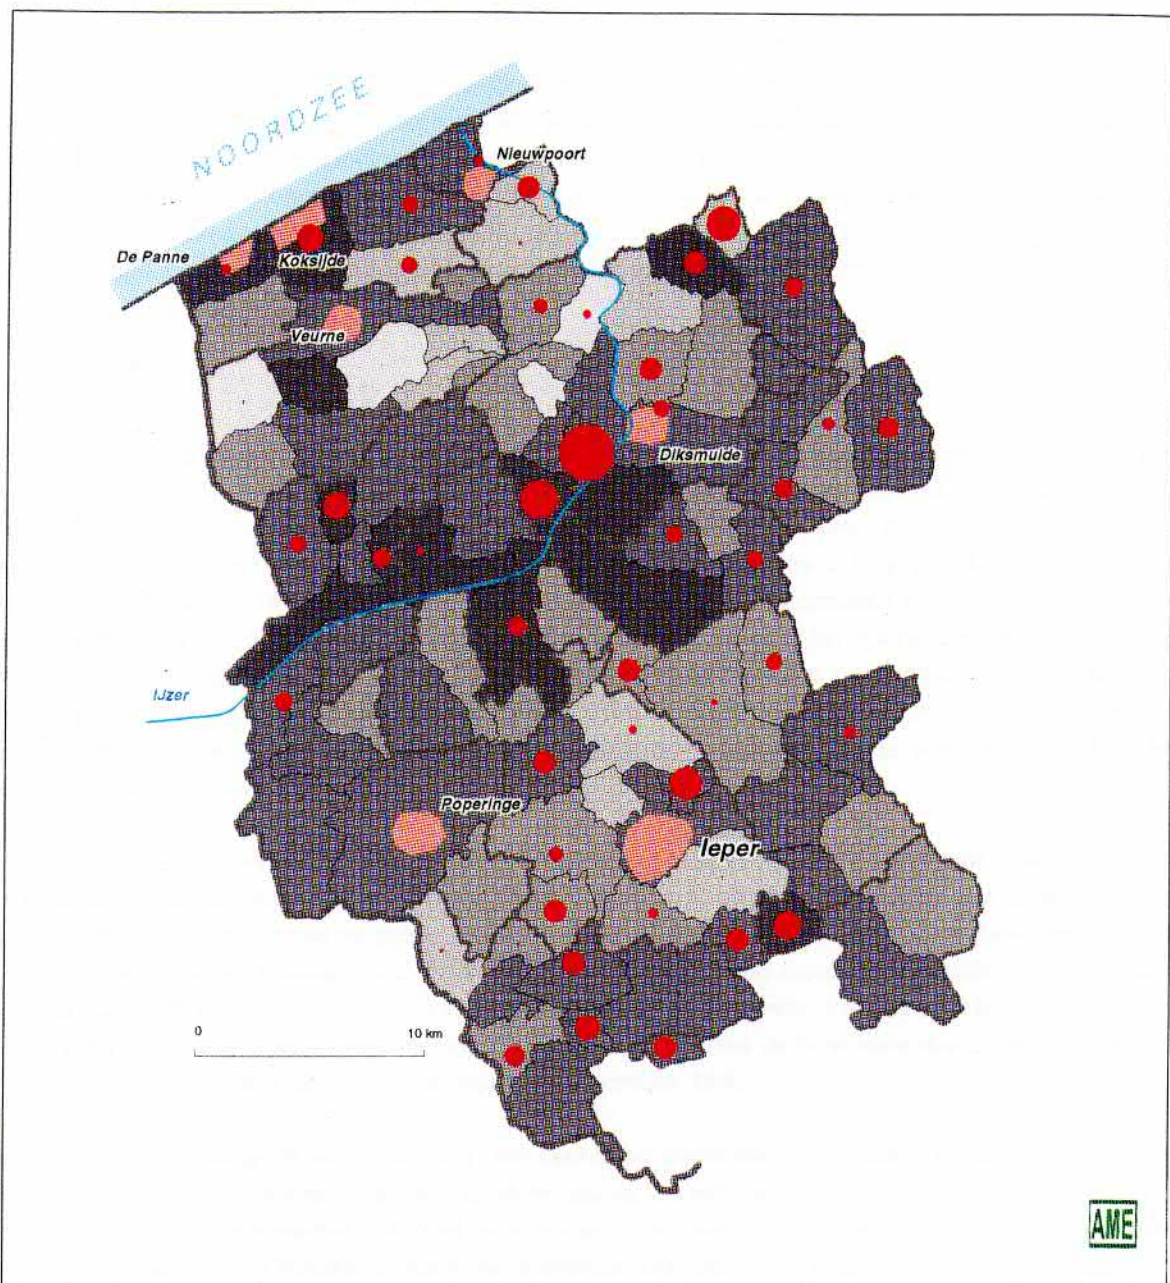 NOORDZEE
Nieuwpoort
De Panne
Koksijde
Veurne
Diksmuide
IJzer
Poperinge
Ieper
0 10 km
AME